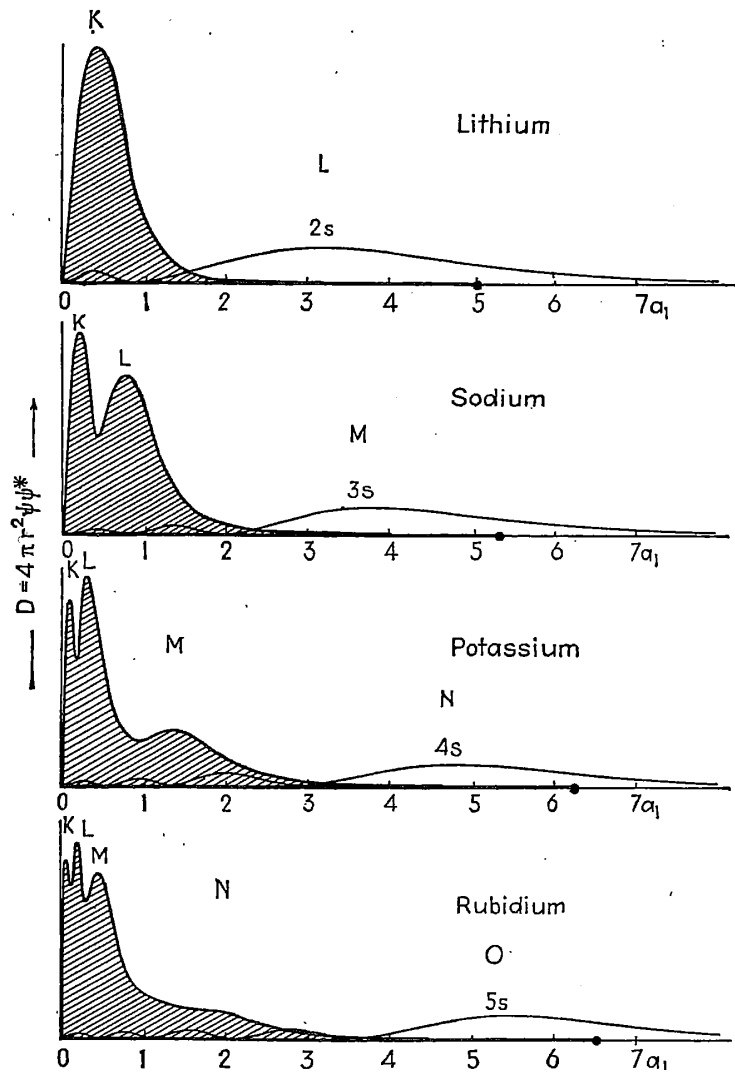 K
Lithium
L
2s
0 1 2 3 4 5 6 7a₁
K
L
Sodium
M
3s
0 1 2 3 4 5 6 7a₁
D = 4πr²ψψ*
K L
M
Potassium
N
4s
0 1 2 3 4 5 6 7a₁
K L
M
N
Rubidium
O
5s
0 1 2 3 4 5 6 7a₁